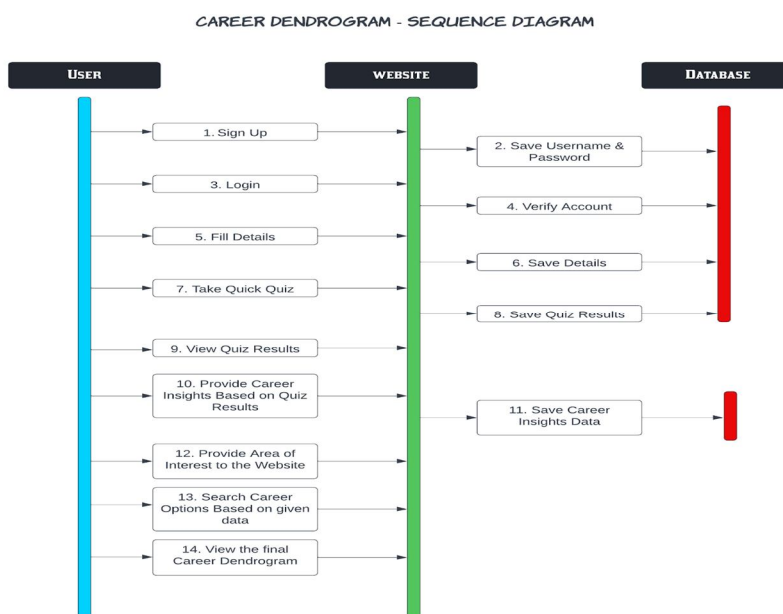 CAREER DENDROGRAM - SEQUENCE DIAGRAM
USER
WEBSITE
DATABASE
1. Sign Up
2. Save Username &
Password
3. Login
4. Verify Account
5. Fill Details
6. Save Details
7. Take Quick Quiz
8. Save Quiz Results
9. View Quiz Results
10. Provide Career
Insights Based on Quiz
Results
11. Save Career
Insights Data
12. Provide Area of
Interest to the Website
13. Search Career
Options Based on given
data
14. View the final
Career Dendrogram